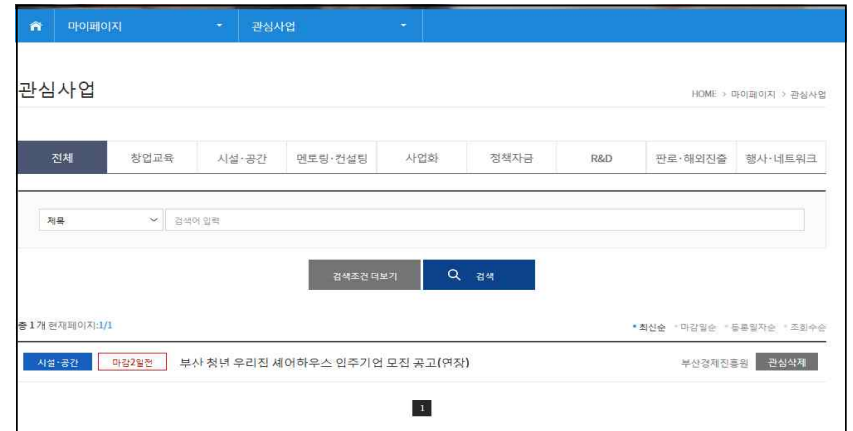 마이페이지 관심사업
관심사업
HOME > 마이페이지 > 관심사업
전체 창업교육 시설·공간 멘토링·컨설팅 사업화 정책자금 R&D 판로·해외진출 행사·네트워크
제목 검색어 입력
검색조건 더보기 검색
총 1개 현재페이지:1/1 • 최신순 • 마감일순 • 등록일자순 • 조회수순
시설·공간 마감2일전 부산 청년 우리집 셰어하우스 입주기업 모집 공고(연장) 부산경제진흥원 관심삭제
1